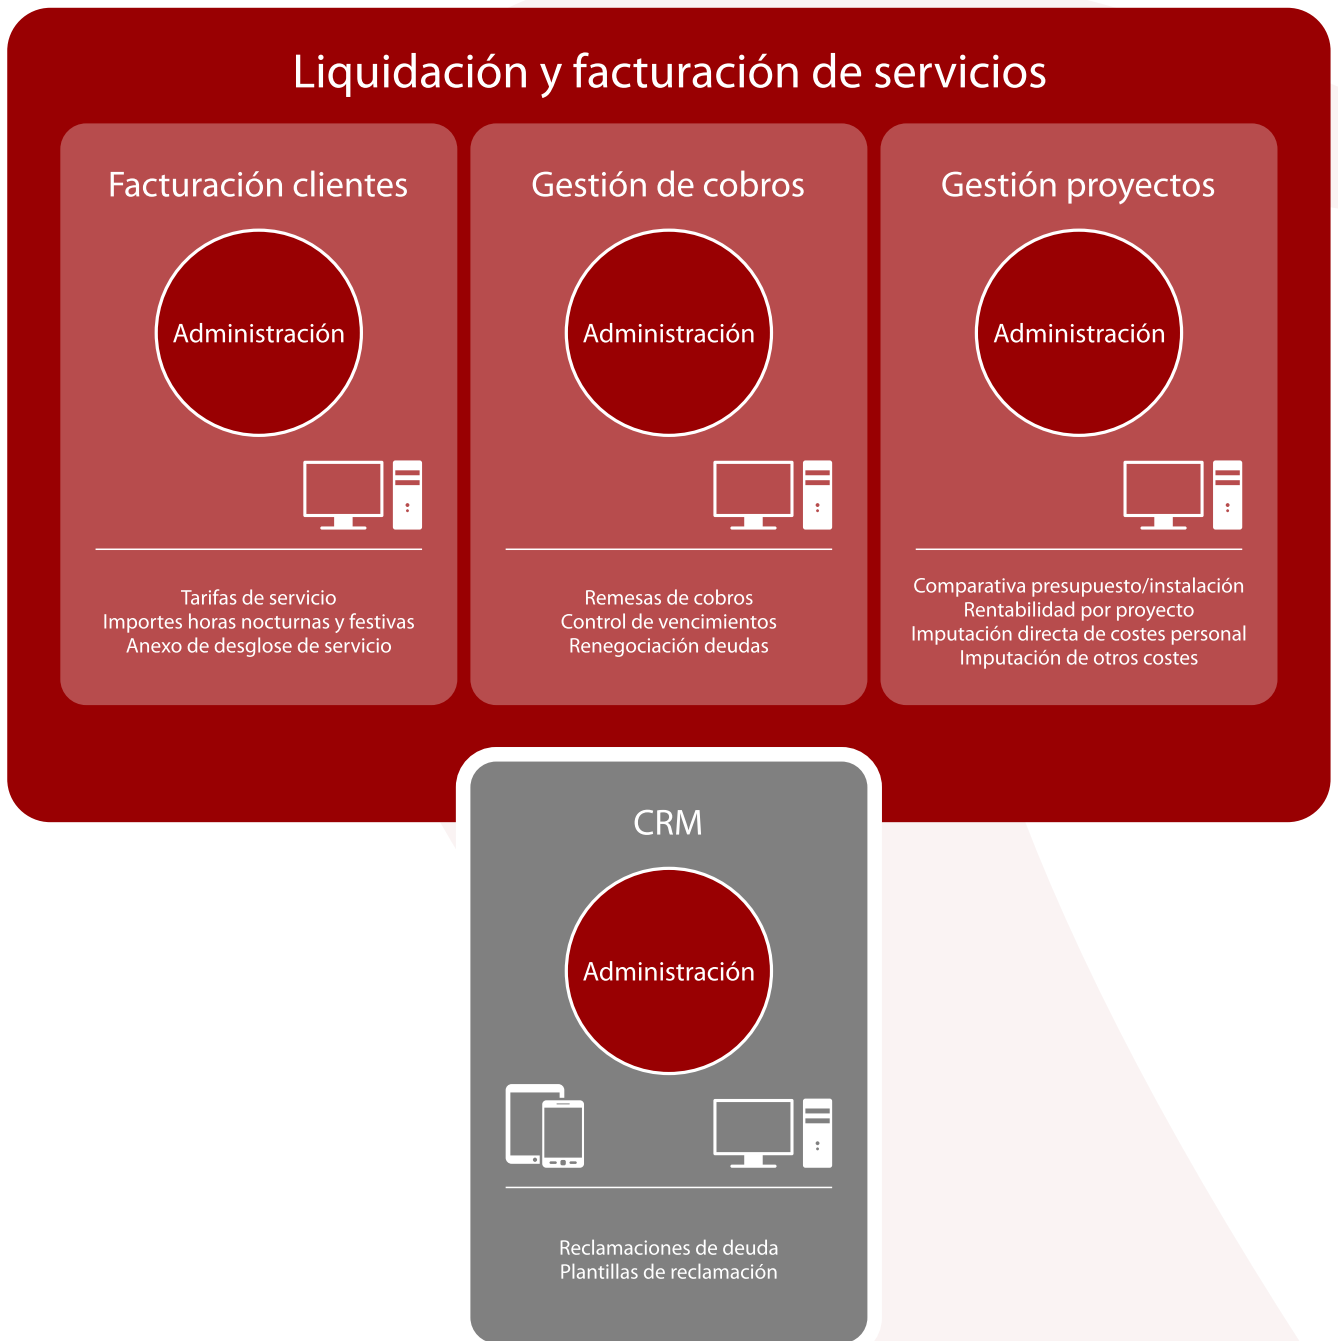 Liquidación y facturación de servicios
Facturación clientes
Administración
Tarifas de servicio
Importes horas nocturnas y festivas
Anexo de desglose de servicio
Gestión de cobros
Administración
Remesas de cobros
Control de vencimientos
Renegociación deudas
Gestión proyectos
Administración
Comparativa presupuesto/instalación
Rentabilidad por proyecto
Imputación directa de costes personal
Imputación de otros costes
CRM
Administración
Reclamaciones de deuda
Plantillas de reclamación